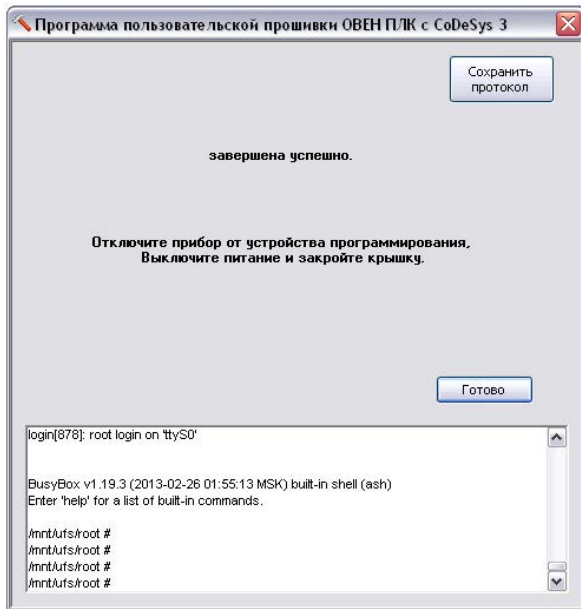 Программа пользовательской прошивки ОВЕН ПЛК с CoDeSys 3
Сохранить
протокол
завершена успешно.
Отключите прибор от устройства программирования,
Выключите питание и закройте крышку.
Готово
login[878]: root login on 'ttyS0'
BusyBox v1.19.3 (2013-02-26 01:55:13 MSK) built-in shell (ash)
Enter 'help' for a list of built-in commands.
/mnt/ufs/root #
/mnt/ufs/root #
/mnt/ufs/root #
/mnt/ufs/root #